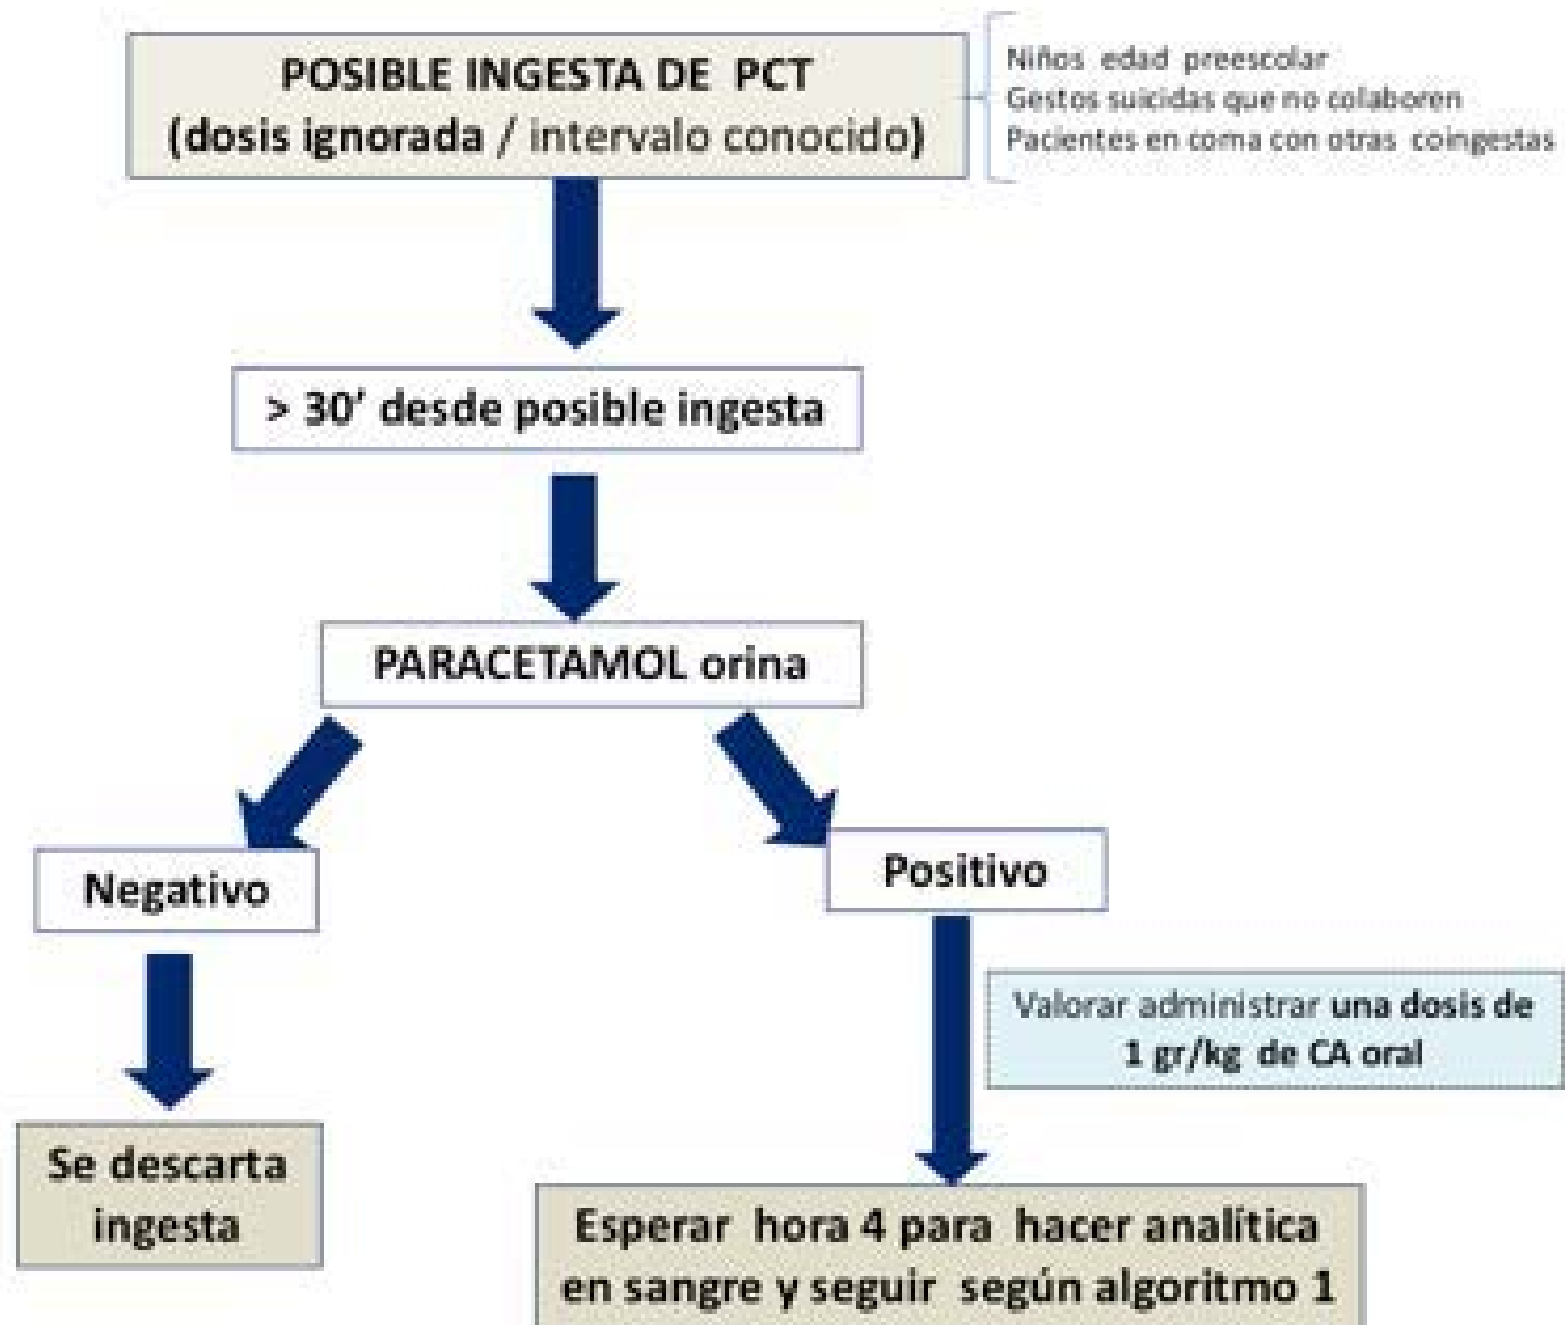 POSIBLE INGESTA DE PCT
(dosis ignorada / intervalo conocido)
Niños edad preescolar
Gestos suicidas que no colaboren
Pacientes en coma con otras coingestas
> 30’ desde posible ingesta
PARACETAMOL orina
Negativo
Positivo
Valorar administrar una dosis de
1 gr/kg de CA oral
Se descarta
ingesta
Esperar hora 4 para hacer analítica
en sangre y seguir según algoritmo 1